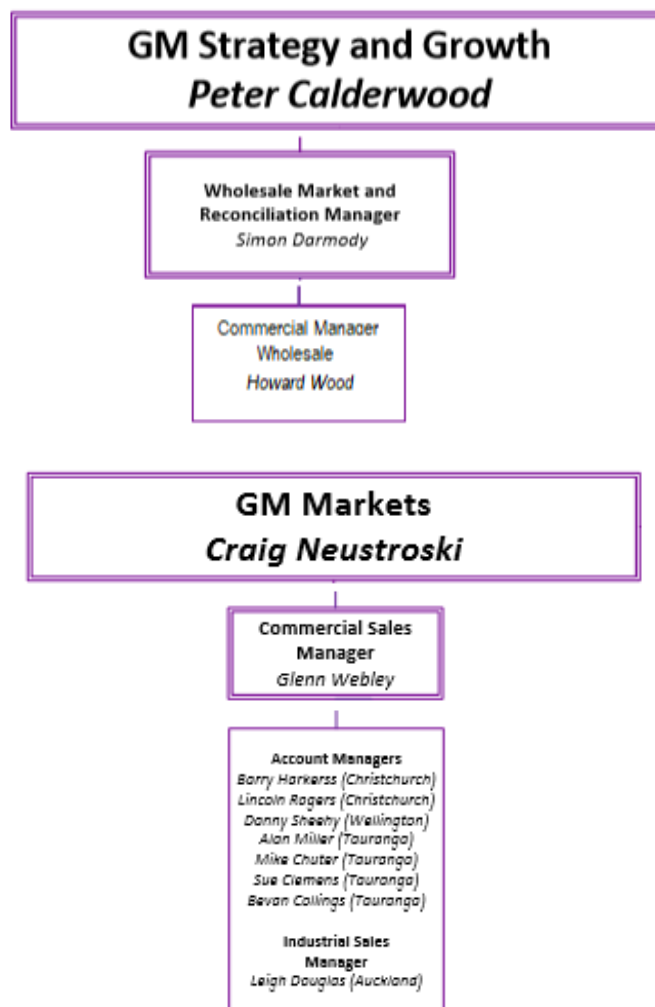 GM Strategy and Growth
Peter Calderwood
Wholesale Market and
Reconciliation Manager
Simon Darmody
Commercial Manager
Wholesale
Howard Wood
GM Markets
Craig Neustroski
Commercial Sales
Manager
Glenn Webley
Account Managers
Barry Harkerss (Christchurch)
Lincoln Rogers (Christchurch)
Danny Sheehy (Wellington)
Alan Miller (Tauranga)
Mike Chuter (Tauranga)
Sue Clemens (Tauranga)
Bevan Collings (Tauranga)
Industrial Sales
Manager
Leigh Douglas (Auckland)